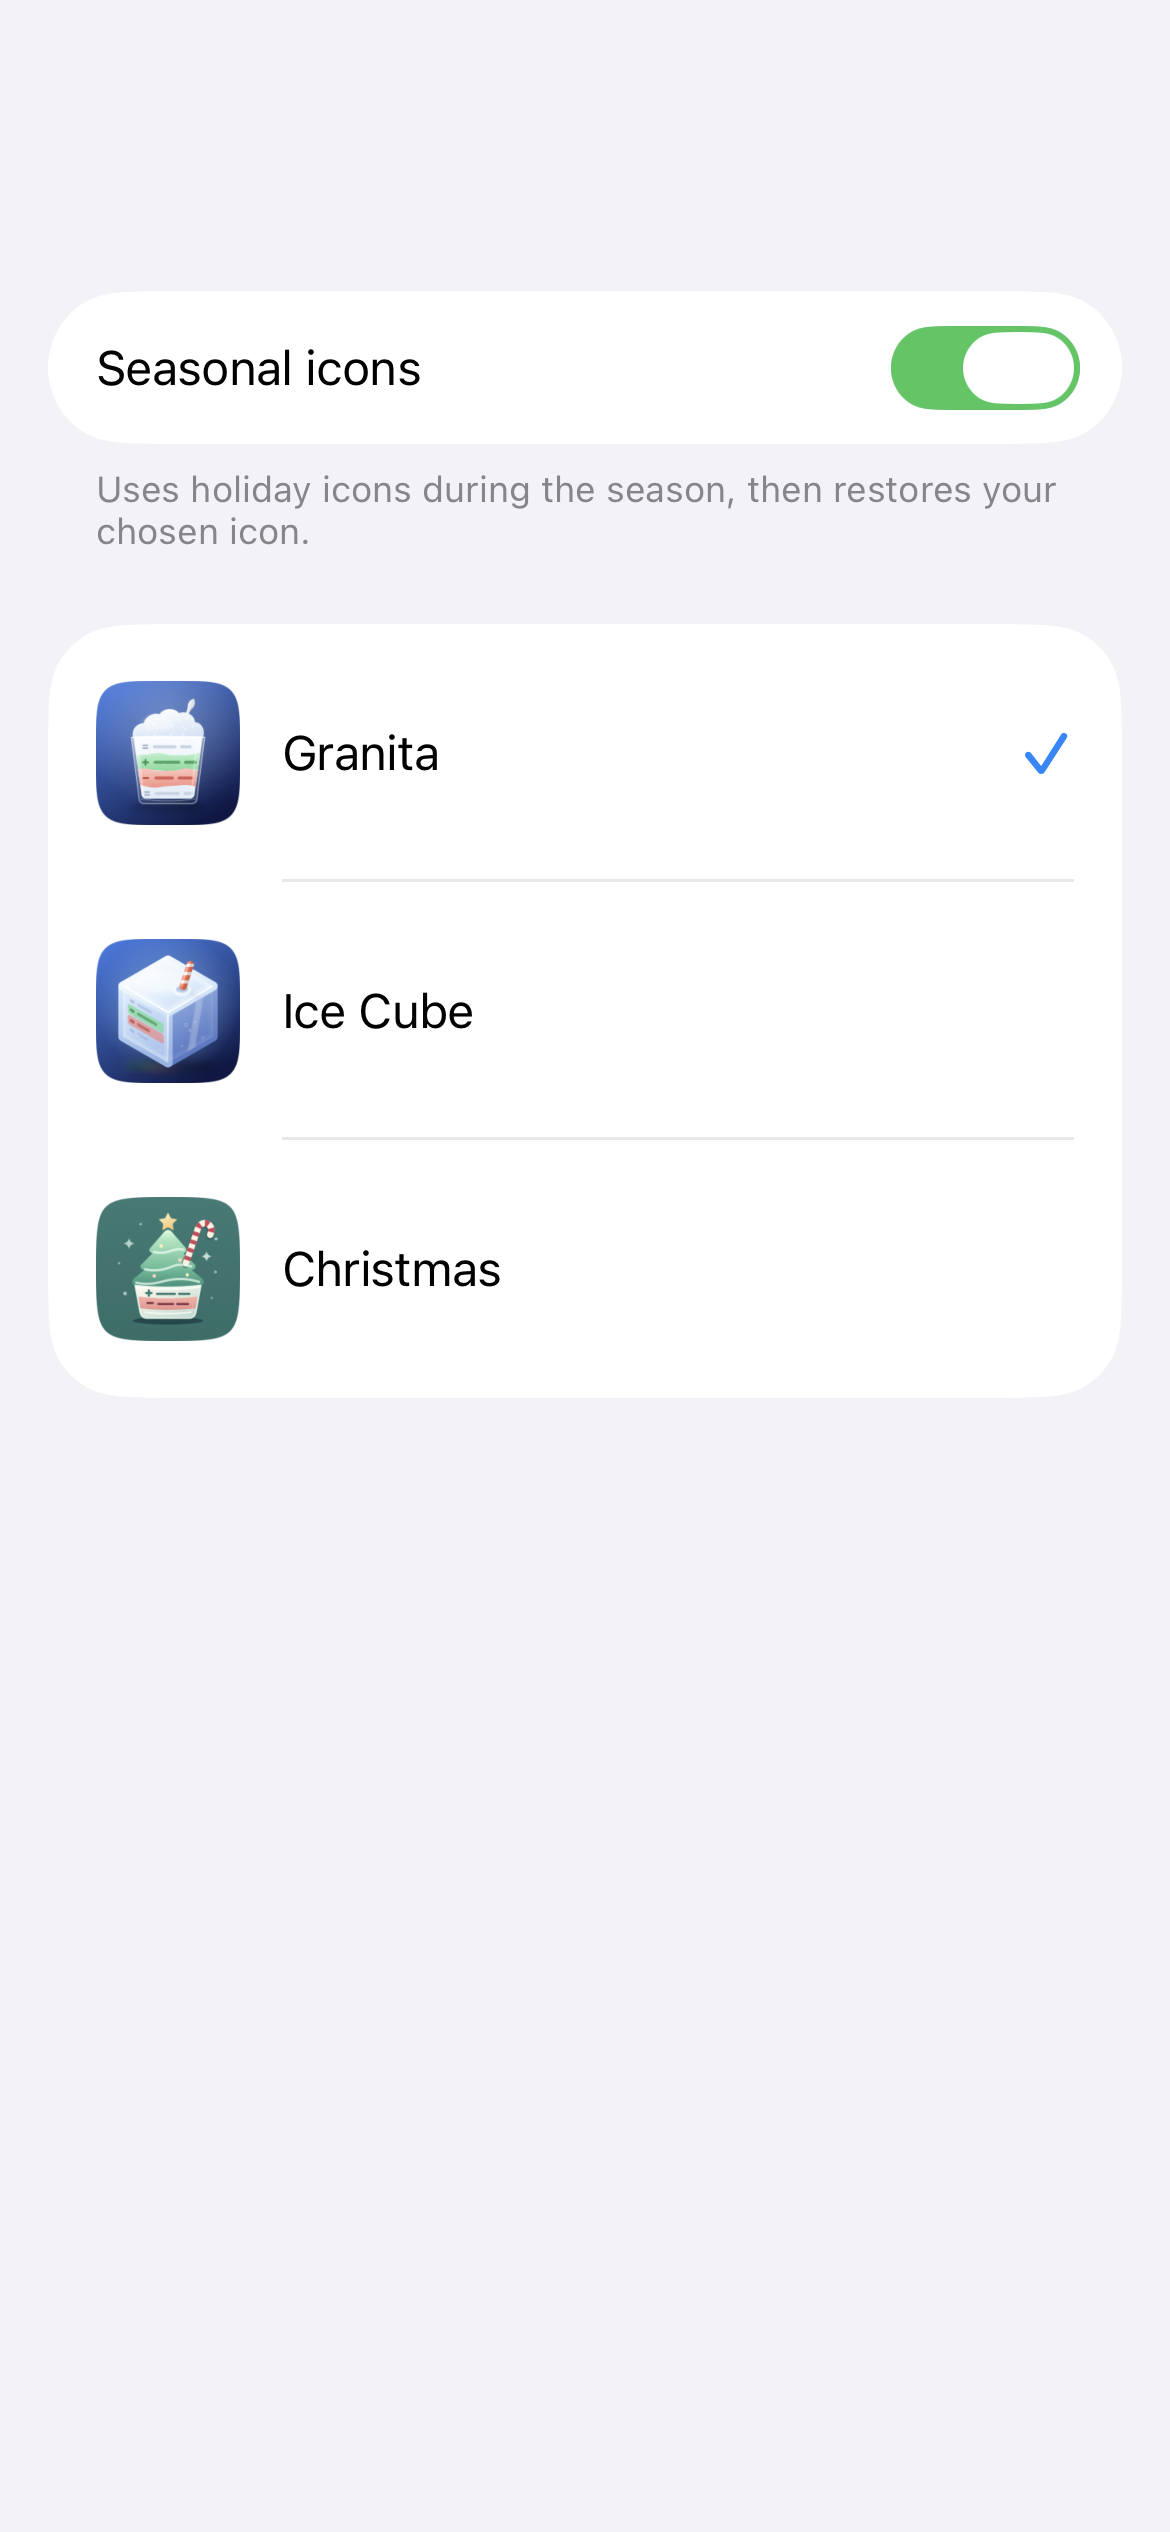 Seasonal icons
Uses holiday icons during the season, then restores your
chosen icon.
Granita
Ice Cube
Christmas